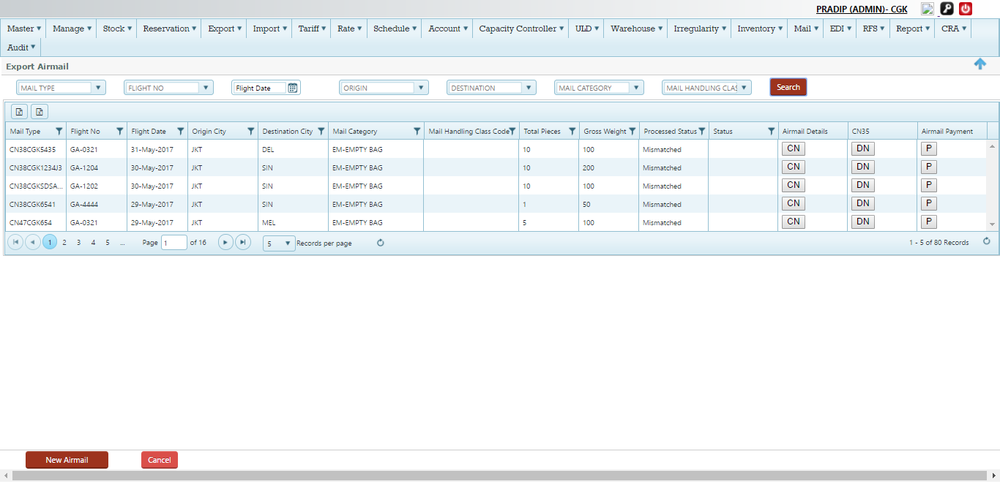 PRADIP (ADMIN)- CGK
Master Manage Stock Reservation Export Import Tariff Rate Schedule Account Capacity Controller ULD Warehouse Irregularity Inventory Mail EDI RFS Report CRA
Audit
Export Airmail
MAIL TYPE FLIGHT NO Flight Date ORIGIN DESTINATION MAIL CATEGORY MAIL HANDLING CLAS Search
Mail Type Flight No Flight Date Origin City Destination City Mail Category Mail Handling Class Code Total Pieces Gross Weight Processed Status Status Airmail Details CN35 Airmail Payment
CN38CGK5435 GA-0321 31-May-2017 JKT DEL EM-EMPTY BAG 10 100 Mismatched CN DN P
CN38CGK1234J3 GA-1204 30-May-2017 JKT SIN EM-EMPTY BAG 10 200 Mismatched CN DN P
CN38CGKSDSA... GA-1202 30-May-2017 JKT SIN EM-EMPTY BAG 10 100 Mismatched CN DN P
CN38CGK6541 GA-4444 29-May-2017 JKT SIN EM-EMPTY BAG 1 50 Mismatched CN DN P
CN47CGK654 GA-0321 29-May-2017 JKT MEL EM-EMPTY BAG 5 100 Mismatched CN DN P
1 2 3 4 5 ... Page 1 of 16 5 Records per page 1 - 5 of 80 Records
New Airmail Cancel